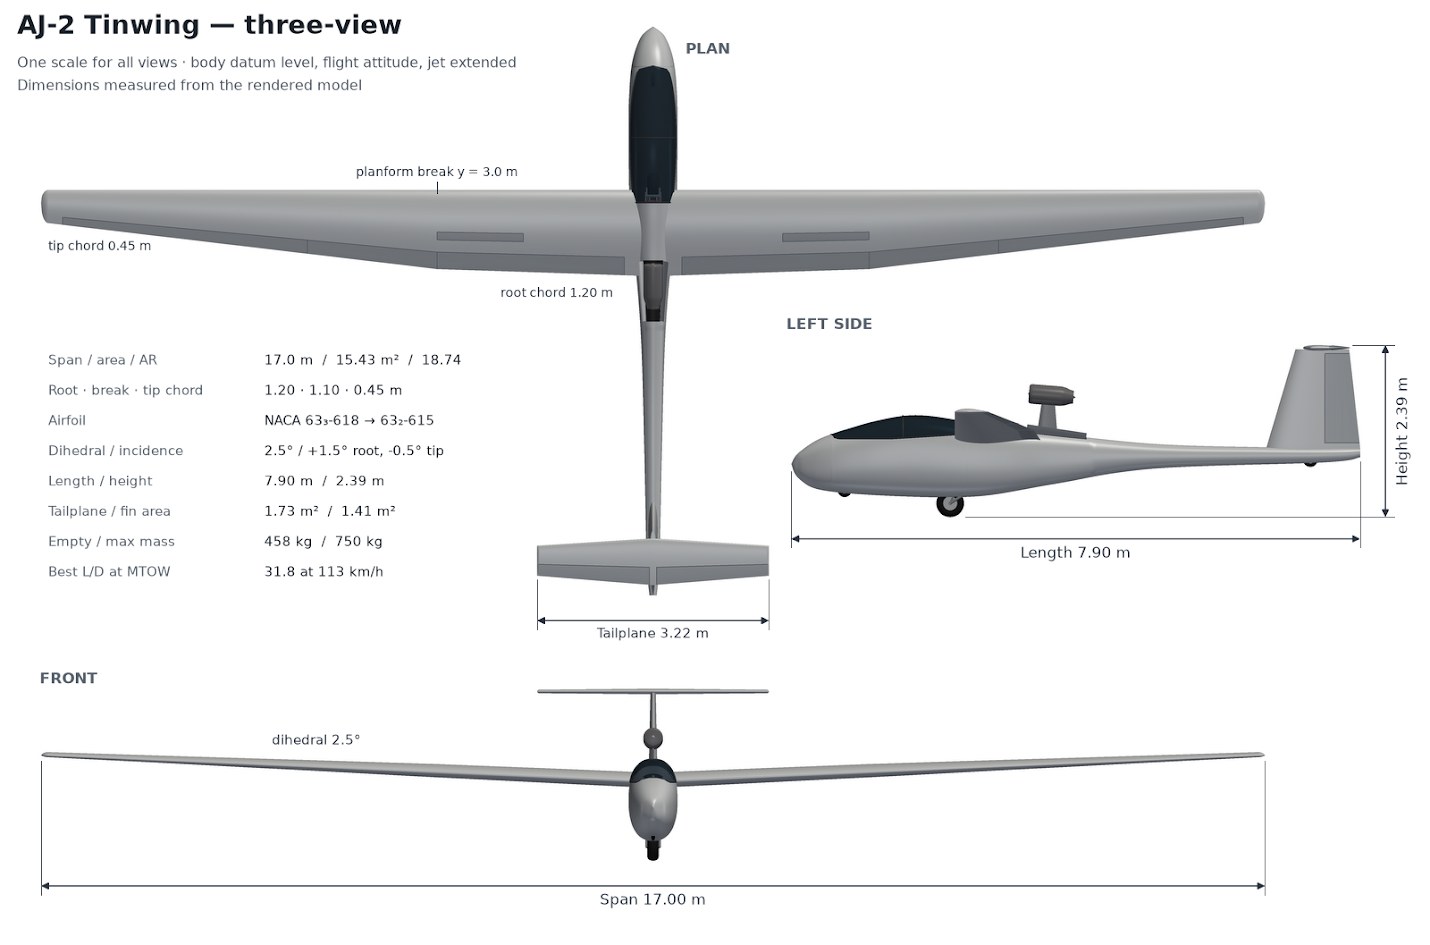 AJ-2 Tinwing — three-view
One scale for all views · body datum level, flight attitude, jet extended
Dimensions measured from the rendered model
PLAN
planform break y = 3.0 m
tip chord 0.45 m
root chord 1.20 m
LEFT SIDE
Span / area / AR 17.0 m / 15.43 m² / 18.74
Root · break · tip chord 1.20 · 1.10 · 0.45 m
Airfoil NACA 63₃-618 → 63₂-615
Dihedral / incidence 2.5° / +1.5° root, -0.5° tip
Length / height 7.90 m / 2.39 m
Tailplane / fin area 1.73 m² / 1.41 m²
Empty / max mass 458 kg / 750 kg
Best L/D at MTOW 31.8 at 113 km/h
Height 2.39 m
Length 7.90 m
Tailplane 3.22 m
FRONT
dihedral 2.5°
Span 17.00 m